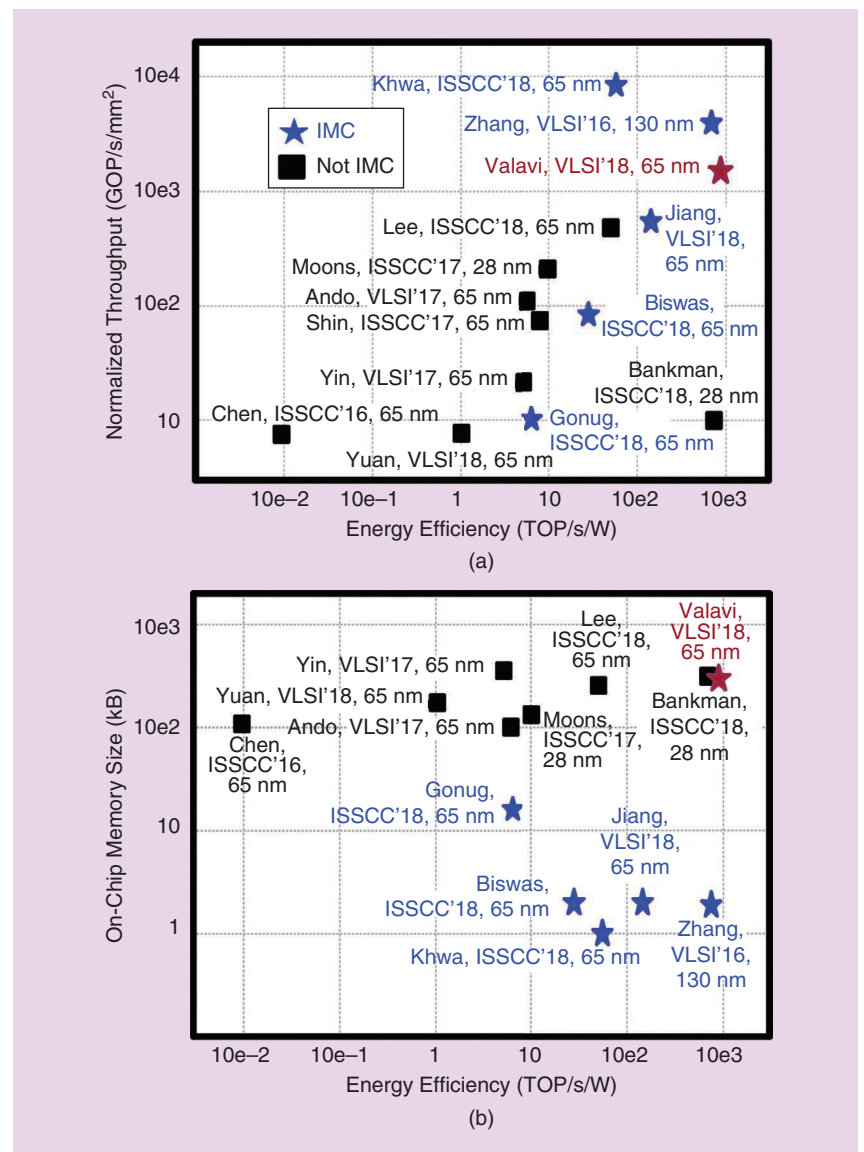 10e4
10e3
10e2
10
Normalized Throughput (GOP/s/mm²)
IMC
Not IMC
Khwa, ISSCC'18, 65 nm
Zhang, VLSI'16, 130 nm
Valavi, VLSI'18, 65 nm
Jiang,
VLSI'18,
65 nm
Lee, ISSCC'18, 65 nm
Moons, ISSCC'17, 28 nm
Ando, VLSI'17, 65 nm
Shin, ISSCC'17, 65 nm
Biswas,
ISSCC'18, 65 nm
Yin, VLSI'17, 65 nm
Bankman,
ISSCC'18, 28 nm
Chen, ISSCC'16, 65 nm
Gonug,
ISSCC'18, 65 nm
Yuan, VLSI'18, 65 nm
10e–2 10e–1 1 10 10e2 10e3
Energy Efficiency (TOP/s/W)
(a)
10e3
10e2
10
1
On-Chip Memory Size (kB)
Lee,
ISSCC'18,
65 nm
Valavi,
VLSI'18,
65 nm
Yin, VLSI'17, 65 nm
Yuan, VLSI'18, 65 nm
Ando, VLSI'17, 65 nm
Chen,
ISSCC'16,
65 nm
Moons,
ISSCC'17,
28 nm
Bankman,
ISSCC'18,
28 nm
Gonug,
ISSCC'18, 65 nm
Jiang,
VLSI'18,
65 nm
Biswas,
ISSCC'18, 65 nm
Khwa, ISSCC'18, 65 nm
Zhang,
VLSI'16,
130 nm
10e–2 10e–1 1 10 10e2 10e3
Energy Efficiency (TOP/s/W)
(b)